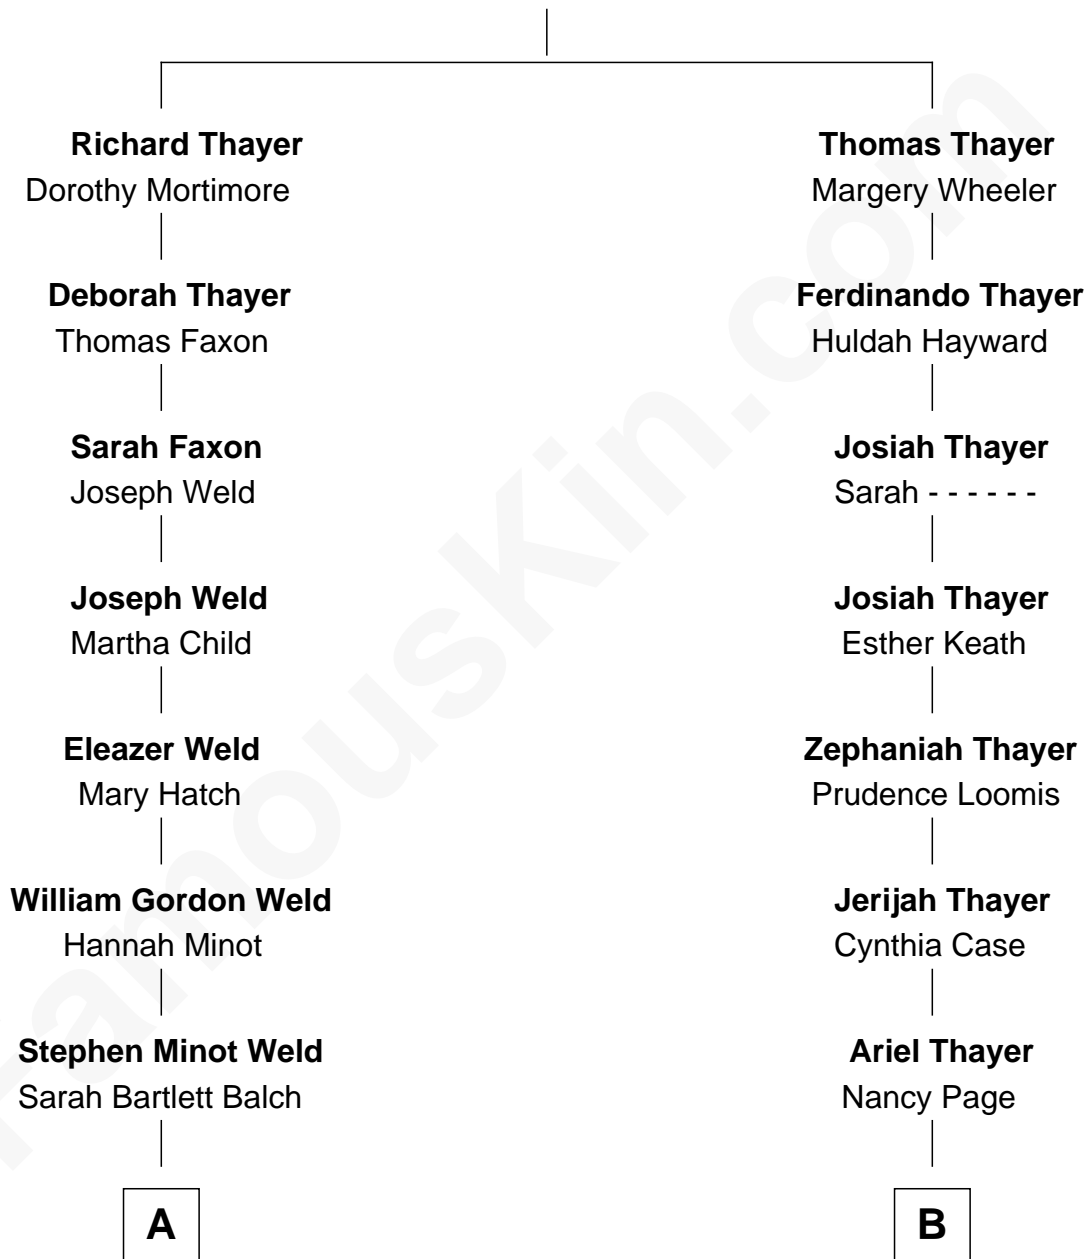 Richard Thayer
Dorothy Mortimore
Deborah Thayer
Thomas Faxon
Sarah Faxon
Joseph Weld
Joseph Weld
Martha Child
Eleazer Weld
Mary Hatch
William Gordon Weld
Hannah Minot
Stephen Minot Weld
Sarah Bartlett Balch
A
Thomas Thayer
Margery Wheeler
Ferdinando Thayer
Huldah Hayward
Josiah Thayer
Sarah - - - - - -
Josiah Thayer
Esther Keath
Zephaniah Thayer
Prudence Loomis
Jerijah Thayer
Cynthia Case
Ariel Thayer
Nancy Page
B
FamousKin.com